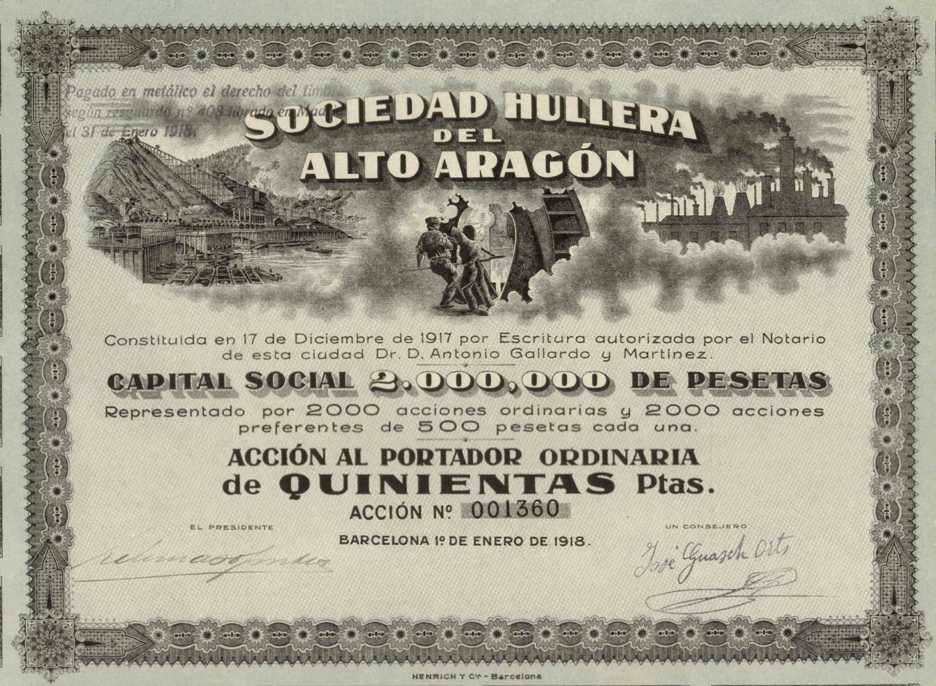 Pagado en metálico el derecho del timbre
según resguardo nº 403 librado en Madrid
el 31 de Enero 1918.
SOCIEDAD HULLERA
DEL
ALTO ARAGÓN
Constituida en 17 de Diciembre de 1917 por Escritura autorizada por el Notario
de esta ciudad Dr. D. Antonio Gallardo y Martinez.
CAPITAL SOCIAL 2.000,000 DE PESETAS
Representado por 2000 acciones ordinarias y 2000 acciones
preferentes de 500 pesetas cada una.
ACCIÓN AL PORTADOR ORDINARIA
de QUINIENTAS Ptas.
ACCIÓN Nº 001360
EL PRESIDENTE
UN CONSEJERO
BARCELONA 1º DE ENERO DE 1918.
José Guasch Orts
HENRICH Y Cª - Barcelona